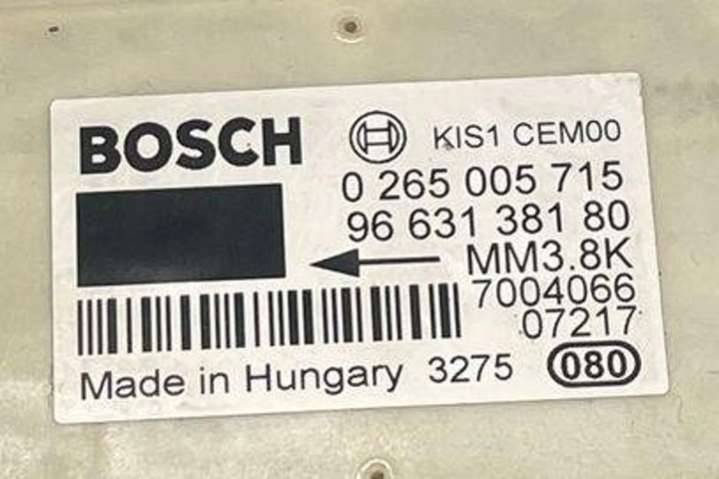 BOSCH KIS1 CEM00
0 265 005 715
96 631 381 80
MM3.8K
7004066
07217
Made in Hungary 3275 080